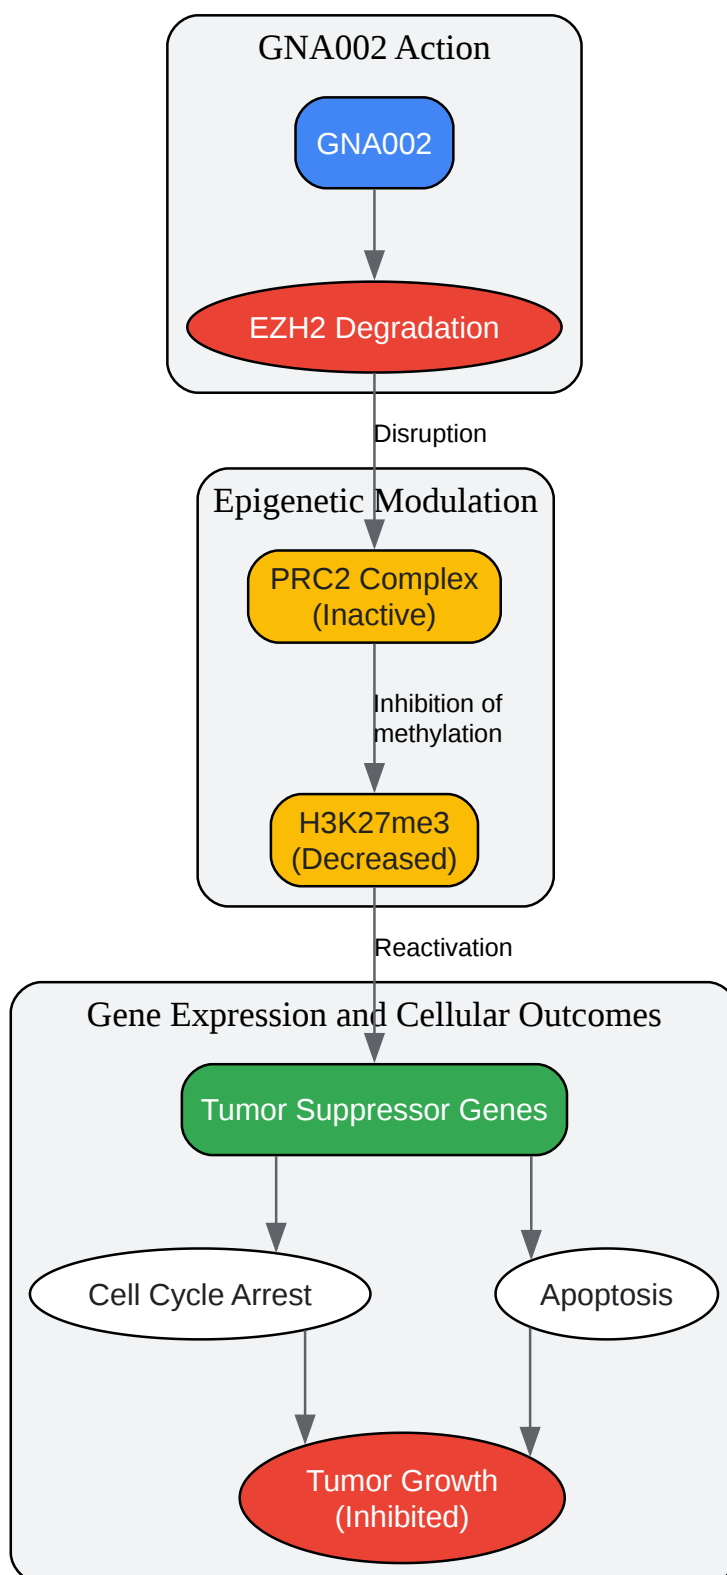 GNA002 Action
GNA002
EZH2 Degradation
Disruption
Epigenetic Modulation
PRC2 Complex
(Inactive)
Inhibition of
methylation
H3K27me3
(Decreased)
Reactivation
Gene Expression and Cellular Outcomes
Tumor Suppressor Genes
Cell Cycle Arrest
Apoptosis
Tumor Growth
(Inhibited)